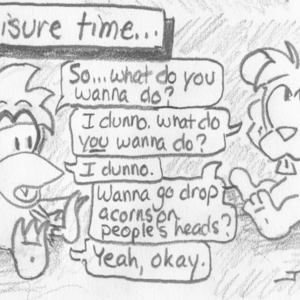 isure time...
So...what do you
wanna do?
I dunno. What do
you wanna do?
I dunno.
Wanna go drop
acorns on
people's heads?
Yeah, okay.